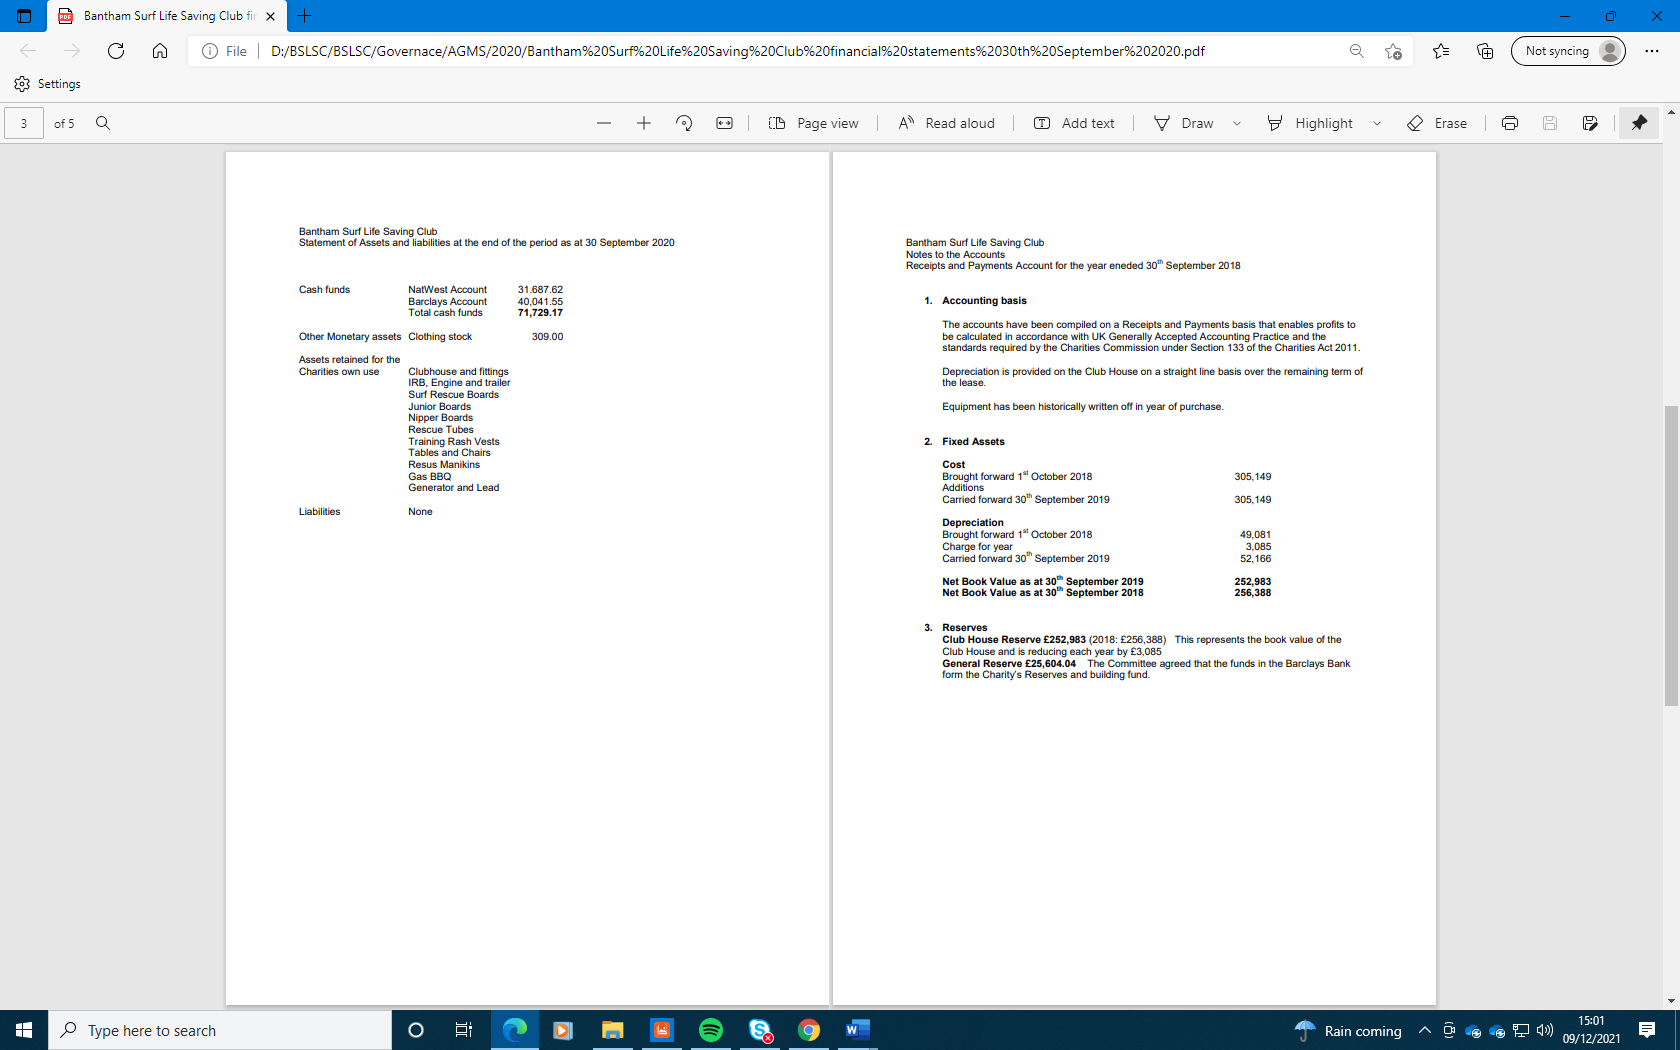 Bantham Surf Life Saving Club fi
File
D:/BSLSC/BSLSC/Governace/AGMS/2020/Bantham%20Surf%20Life%20Saving%20Club%20financial%20statements%2030th%20September%202020.pdf
Not syncing
Settings
3 of 5
Page view
Read aloud
Add text
Draw
Highlight
Erase
Bantham Surf Life Saving Club
Statement of Assets and liabilities at the end of the period as at 30 September 2020
Cash funds NatWest Account 31.687.62
Barclays Account 40,041.55
Total cash funds 71,729.17
Other Monetary assets Clothing stock 309.00
Assets retained for the
Charities own use Clubhouse and fittings
IRB, Engine and trailer
Surf Rescue Boards
Junior Boards
Nipper Boards
Rescue Tubes
Training Rash Vests
Tables and Chairs
Resus Manikins
Gas BBQ
Generator and Lead
Liabilities None
Bantham Surf Life Saving Club
Notes to the Accounts
Receipts and Payments Account for the year eneded 30th September 2018
1. Accounting basis
The accounts have been compiled on a Receipts and Payments basis that enables profits to
be calculated in accordance with UK Generally Accepted Accounting Practice and the
standards required by the Charities Commission under Section 133 of the Charities Act 2011.
Depreciation is provided on the Club House on a straight line basis over the remaining term of
the lease.
Equipment has been historically written off in year of purchase.
2. Fixed Assets
Cost
Brought forward 1st October 2018 305,149
Additions
Carried forward 30th September 2019 305,149
Depreciation
Brought forward 1st October 2018 49,081
Charge for year 3,085
Carried forward 30th September 2019 52,166
Net Book Value as at 30th September 2019 252,983
Net Book Value as at 30th September 2018 256,388
3. Reserves
Club House Reserve £252,983 (2018: £256,388) This represents the book value of the
Club House and is reducing each year by £3,085
General Reserve £25,604.04 The Committee agreed that the funds in the Barclays Bank
form the Charity's Reserves and building fund.
Type here to search
Rain coming
15:01
09/12/2021